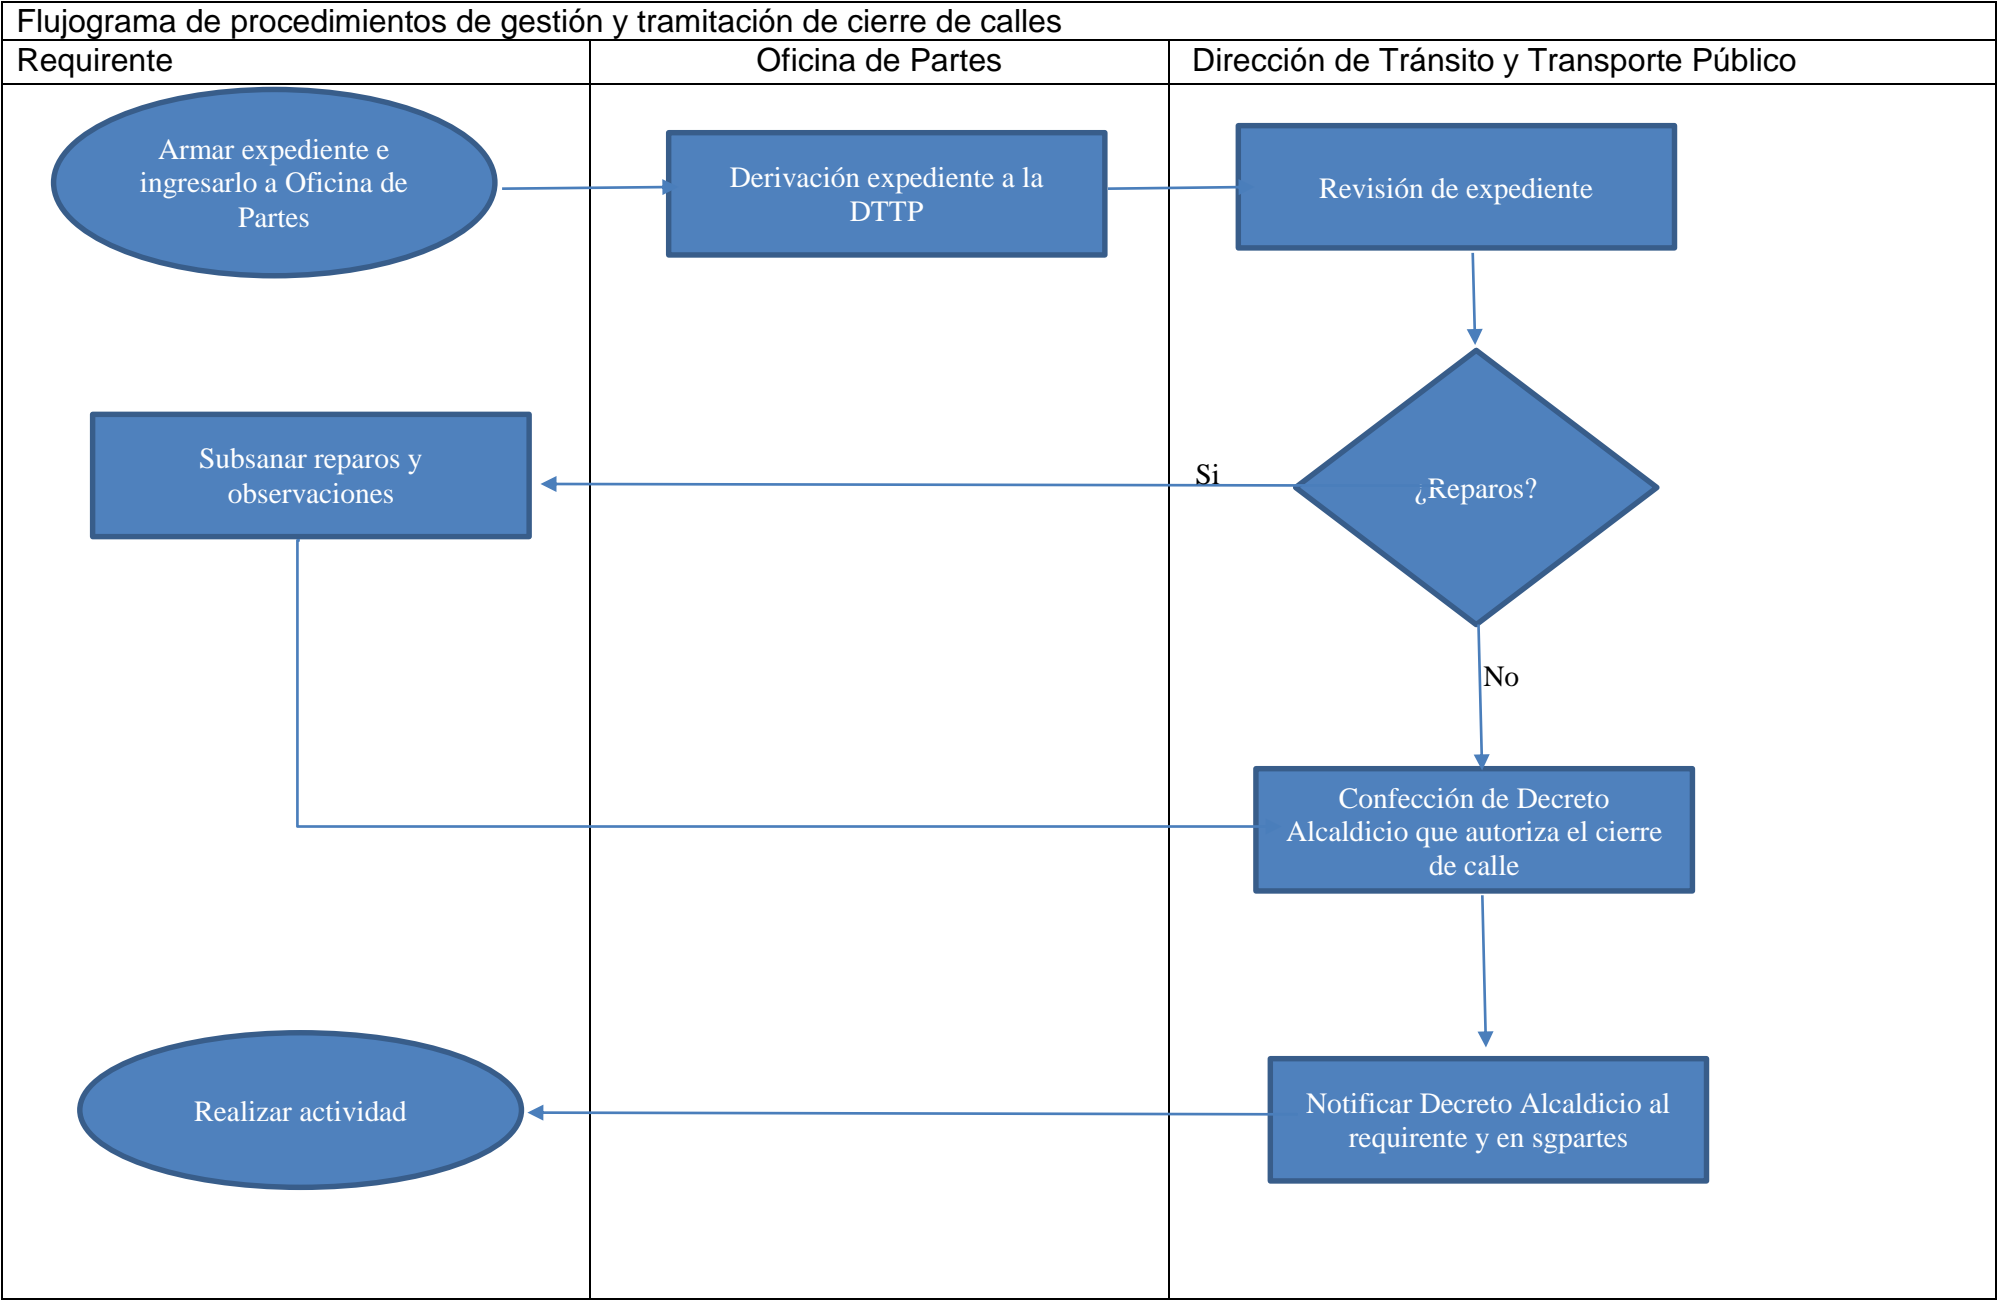 Flujograma de procedimientos de gestión y tramitación de cierre de calles
Requirente
Oficina de Partes
Dirección de Tránsito y Transporte Público
Armar expediente e
ingresarlo a Oficina de
Partes
Derivación expediente a la
DTTP
Revisión de expediente
Subsanar reparos y
observaciones
Si
¿Reparos?
No
Confección de Decreto
Alcaldicio que autoriza el cierre
de calle
Realizar actividad
Notificar Decreto Alcaldicio al
requirente y en sgpartes